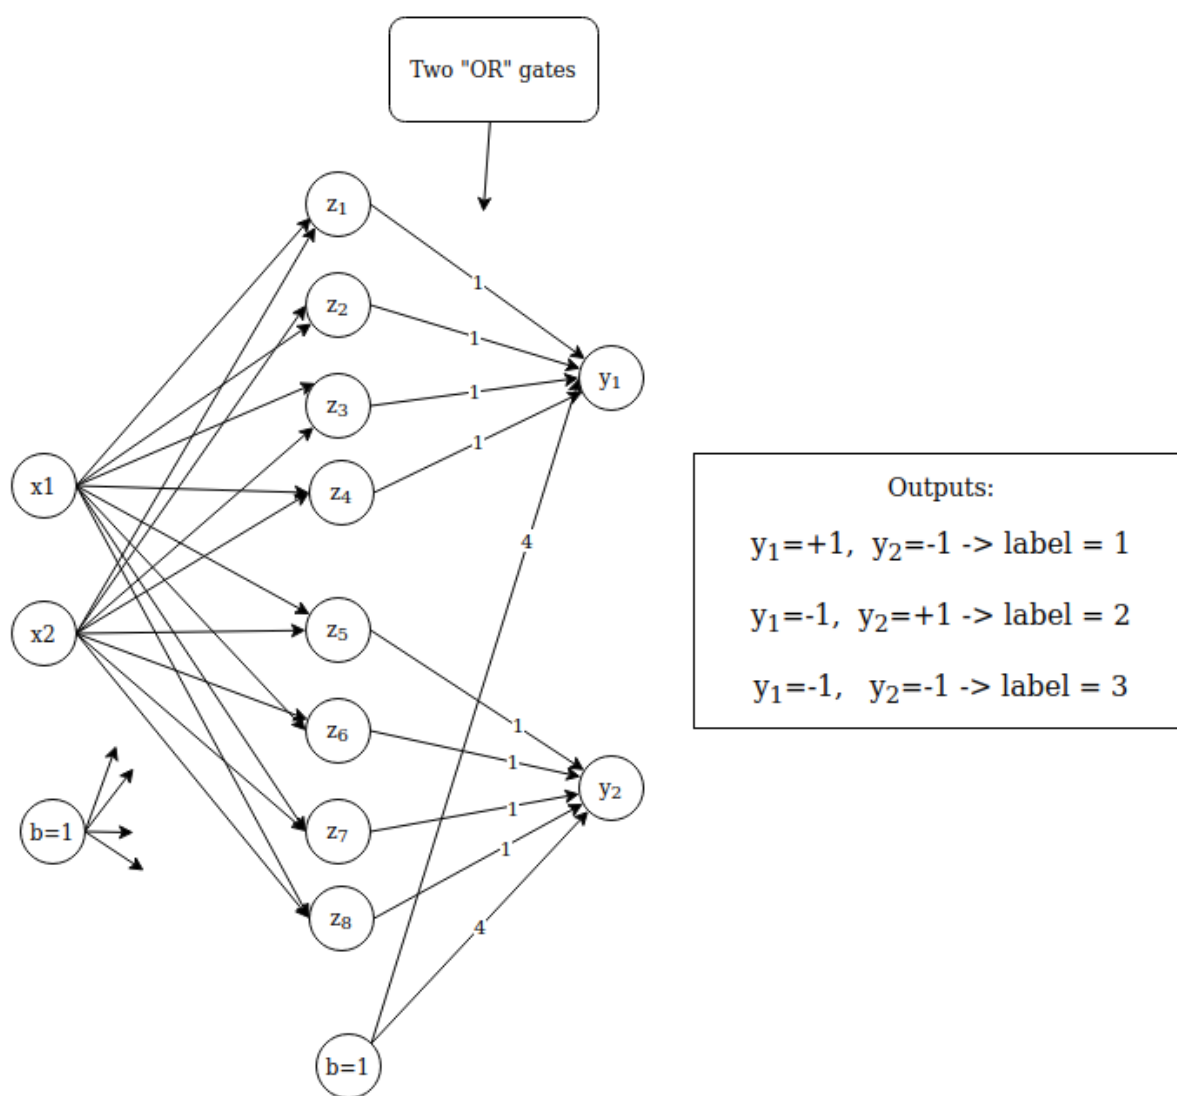 Two "OR" gates
z1
1
z2
1
z3
1
y1
z4
1
x1
4
x2
z5
1
z6
1
z7
1
y2
z8
1
b=1
4
b=1
Outputs:
y1=+1, y2=-1 -> label = 1
y1=-1, y2=+1 -> label = 2
y1=-1, y2=-1 -> label = 3